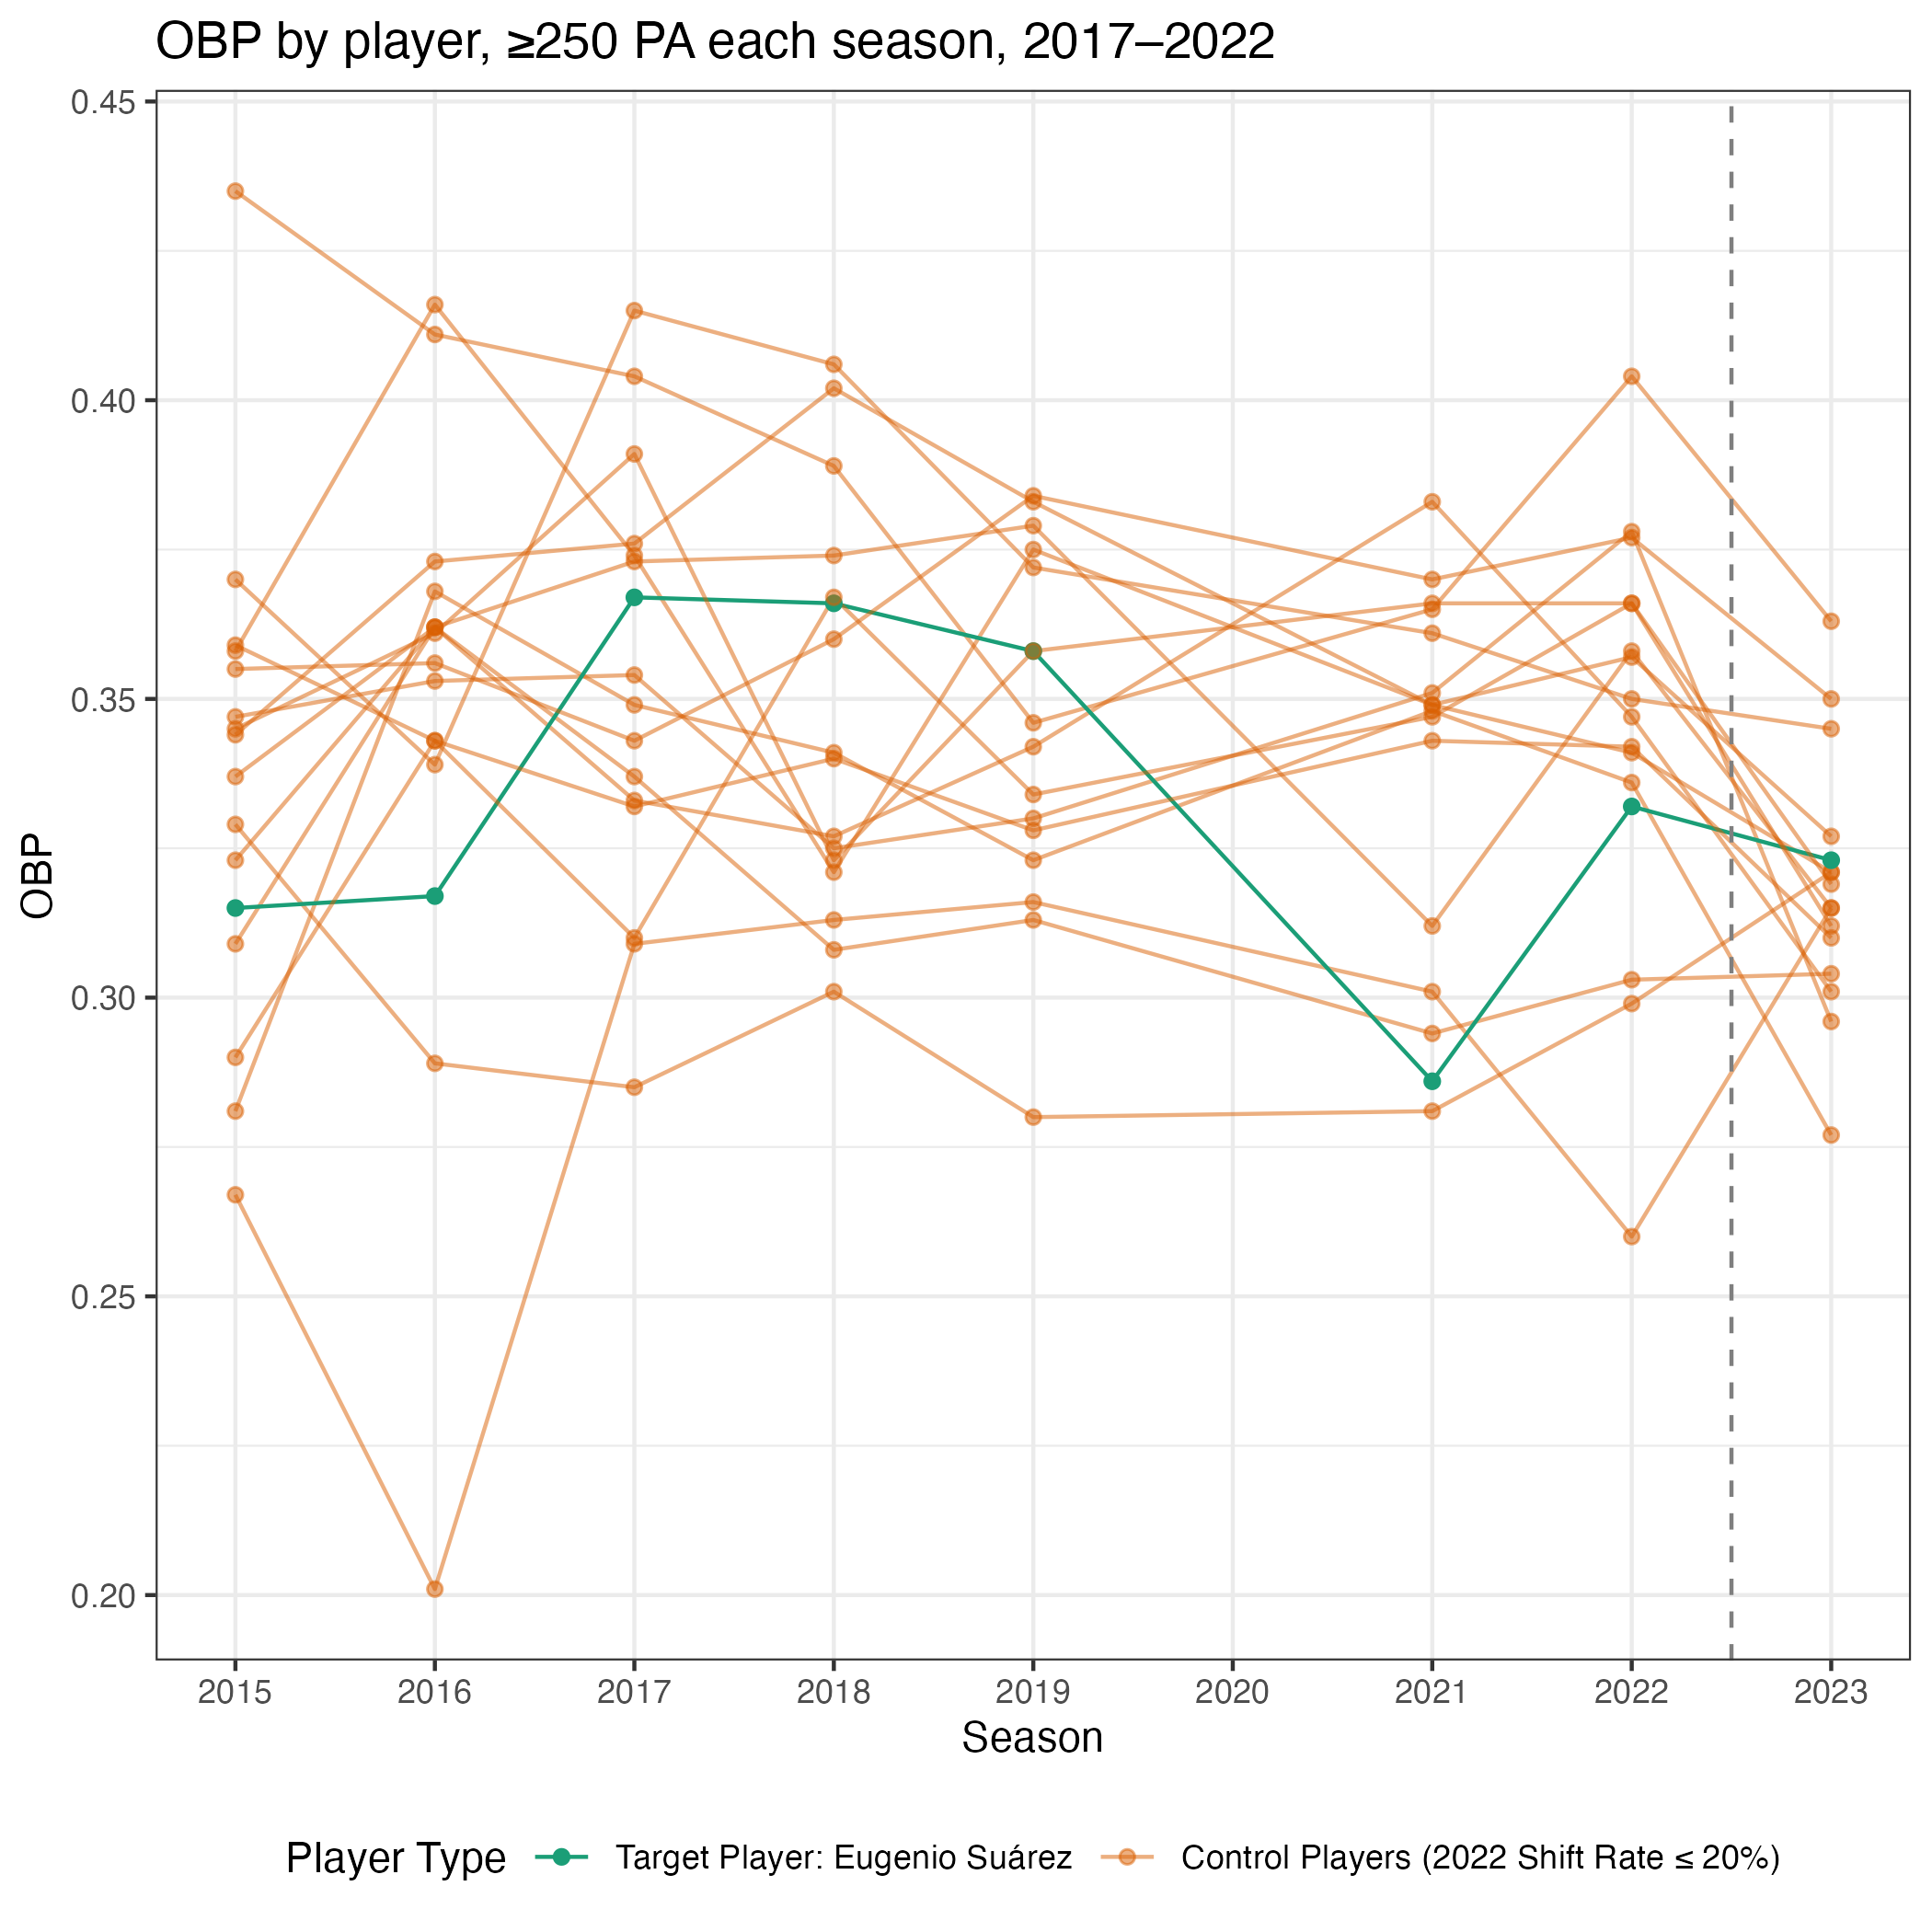 OBP by player, ≥250 PA each season, 2017–2022
0.45
0.40
0.35
0.30
0.25
0.20
OBP
2015 2016 2017 2018 2019 2020 2021 2022 2023
Season
Player Type Target Player: Eugenio Suárez Control Players (2022 Shift Rate ≤ 20%)